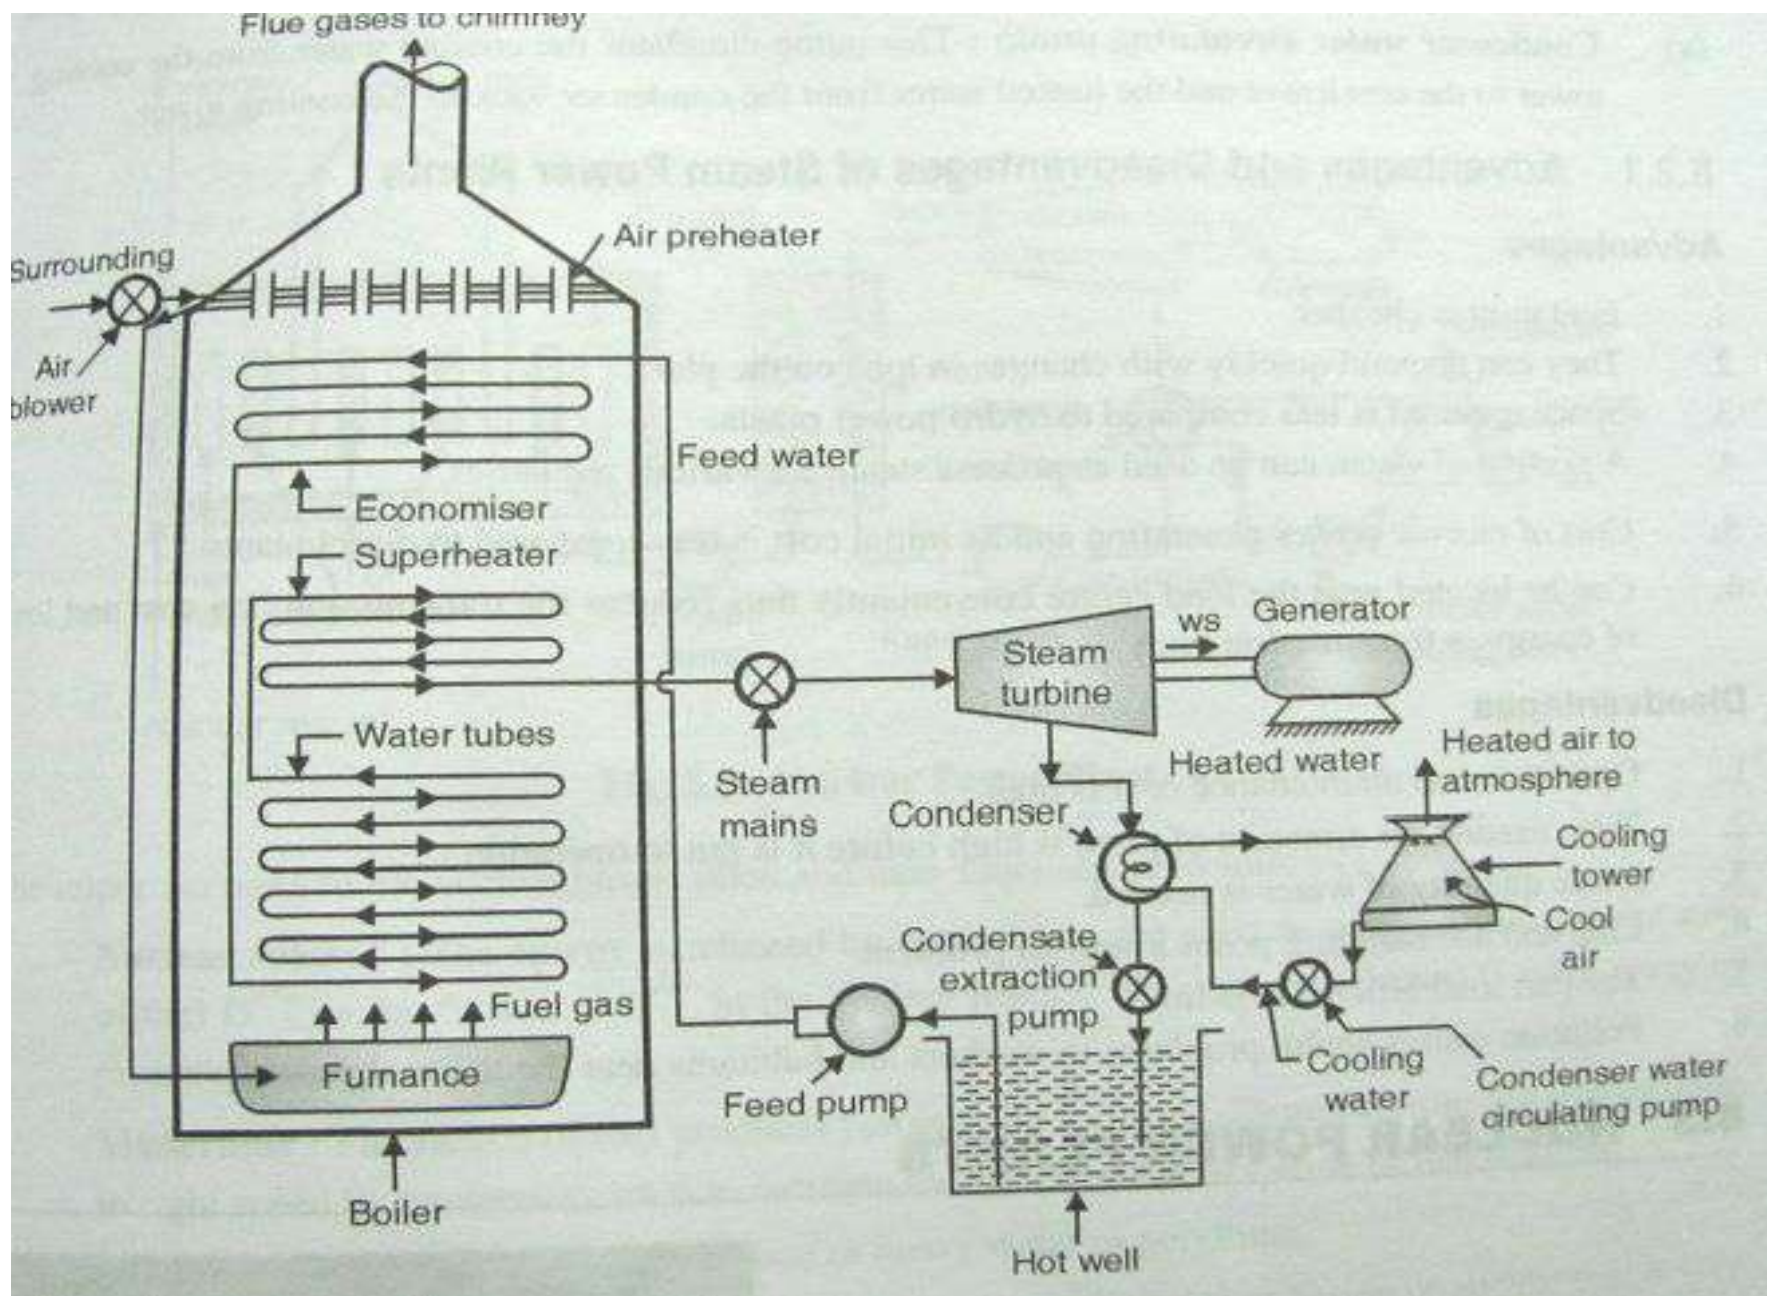 Flue gases to chimney
Air preheater
Surrounding
Air
blower
Feed water
Economiser
Superheater
Water tubes
Fuel gas
Furnance
Boiler
Steam
mains
Steam
turbine
ws
Generator
Heated water
Heated air to
atmosphere
Condenser
Cooling
tower
Cool
air
Condensate
extraction
pump
Cooling
water
Condenser water
circulating pump
Feed pump
Hot well